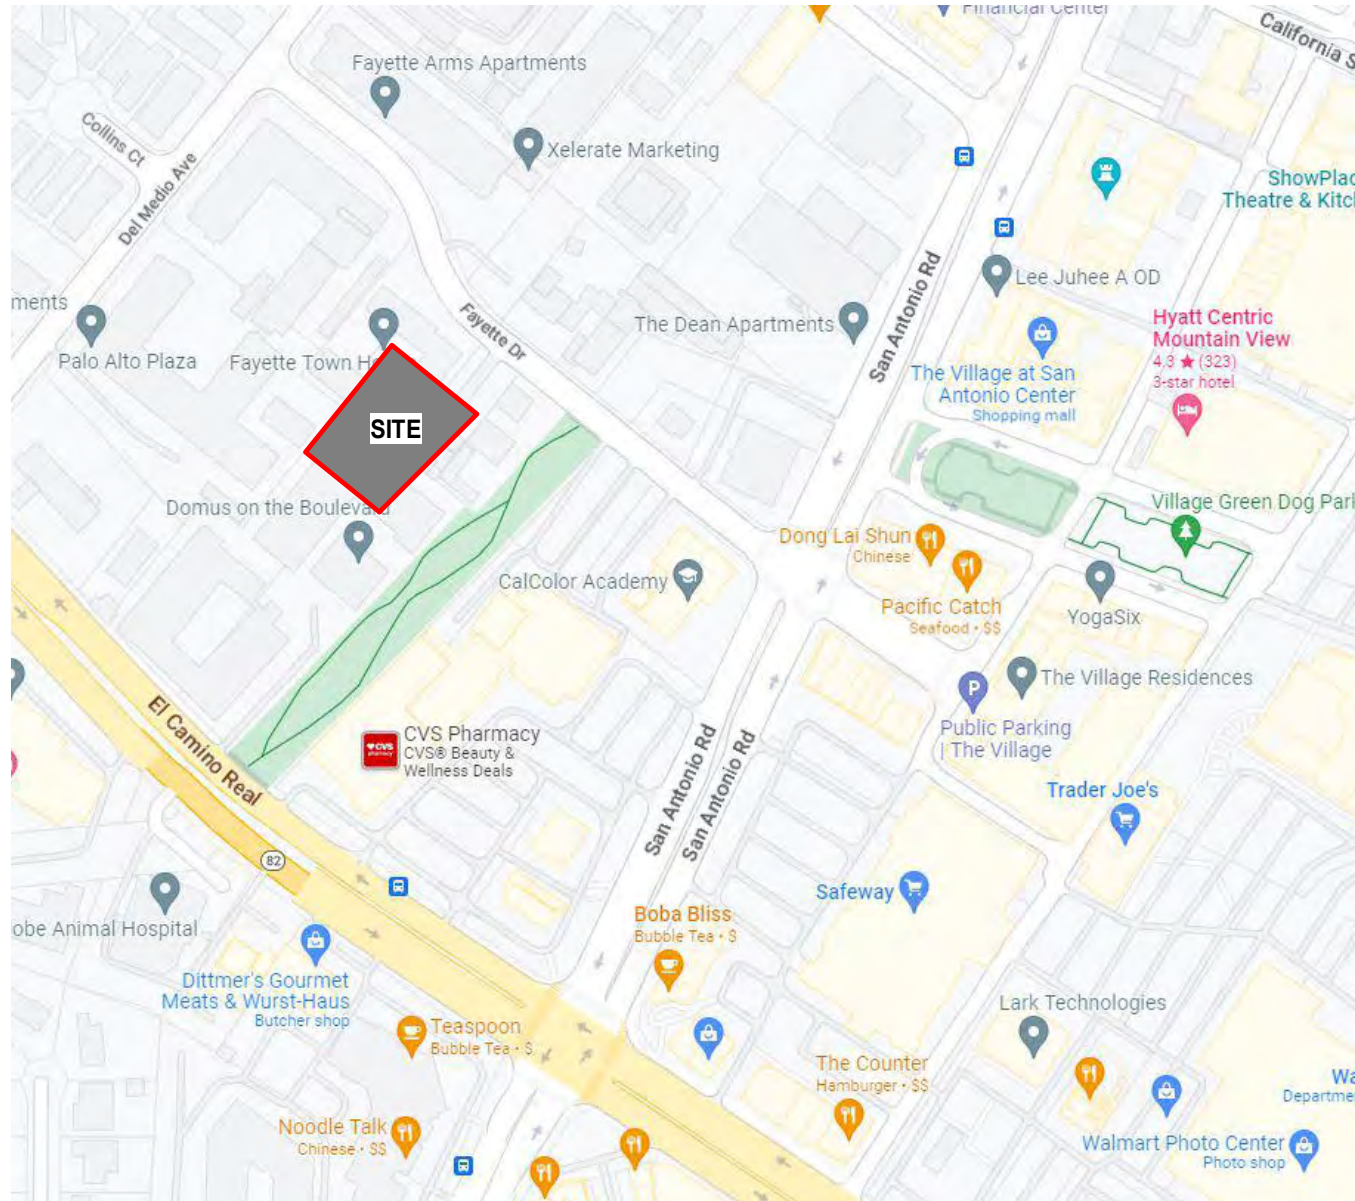 Financial Center
California S
Fayette Arms Apartments
Collins Ct
Xelerate Marketing
Del Medio Ave
ShowPlac
Theatre & Kitch
San Antonio Rd
Lee Juhee A OD
ments
Palo Alto Plaza
Fayette Town H
Fayette Dr
The Dean Apartments
Hyatt Centric
Mountain View
4.3 ★ (323)
3-star hotel
The Village at San
Antonio Center
Shopping mall
SITE
Domus on the Boulevard
Village Green Dog Park
Dong Lai Shun
Chinese
CalColor Academy
Pacific Catch
Seafood · $$
YogaSix
The Village Residences
P
Public Parking
| The Village
El Camino Real
CVS
pharmacy
CVS Pharmacy
CVS® Beauty &
Wellness Deals
San Antonio Rd
San Antonio Rd
Trader Joe's
82
Safeway
obe Animal Hospital
Boba Bliss
Bubble Tea · $
Dittmer's Gourmet
Meats & Wurst-Haus
Butcher shop
Teaspoon
Bubble Tea · $
Lark Technologies
The Counter
Hamburger · $$
Wa
Departme
Noodle Talk
Chinese · $$
Walmart Photo Center
Photo shop